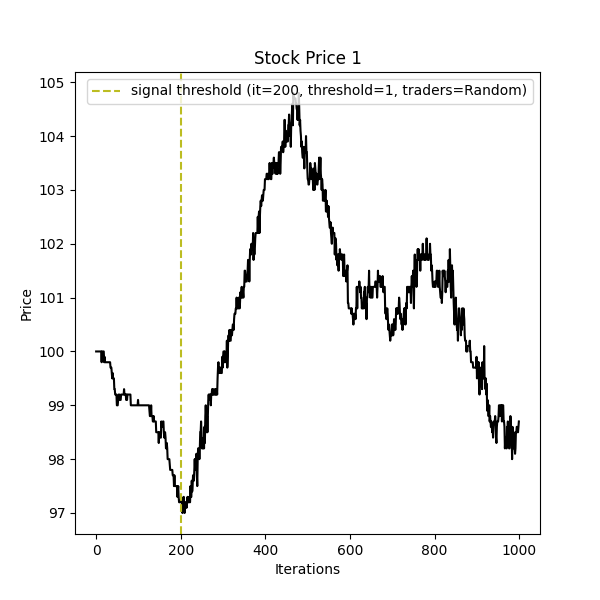 Stock Price 1
signal threshold (it=200, threshold=1, traders=Random)
105
104
103
102
101
100
99
98
97
Price
0 200 400 600 800 1000
Iterations